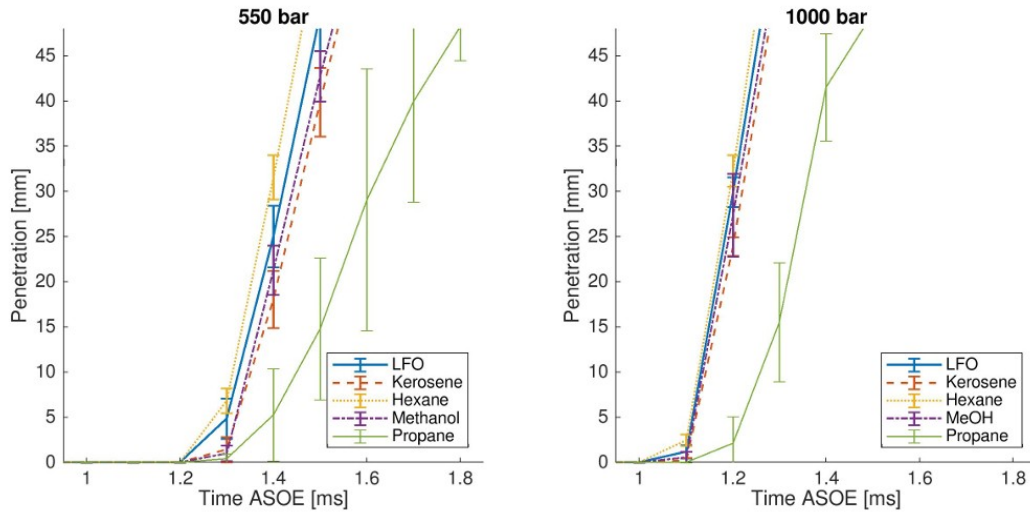 550 bar
45
40
35
30
25
20
15
10
5
0
Penetration [mm]
1
1.2
1.4
1.6
1.8
Time ASOE [ms]
LFO
Kerosene
Hexane
Methanol
Propane
1000 bar
45
40
35
30
25
20
15
10
5
0
Penetration [mm]
1
1.2
1.4
1.6
1.8
Time ASOE [ms]
LFO
Kerosene
Hexane
MeOH
Propane